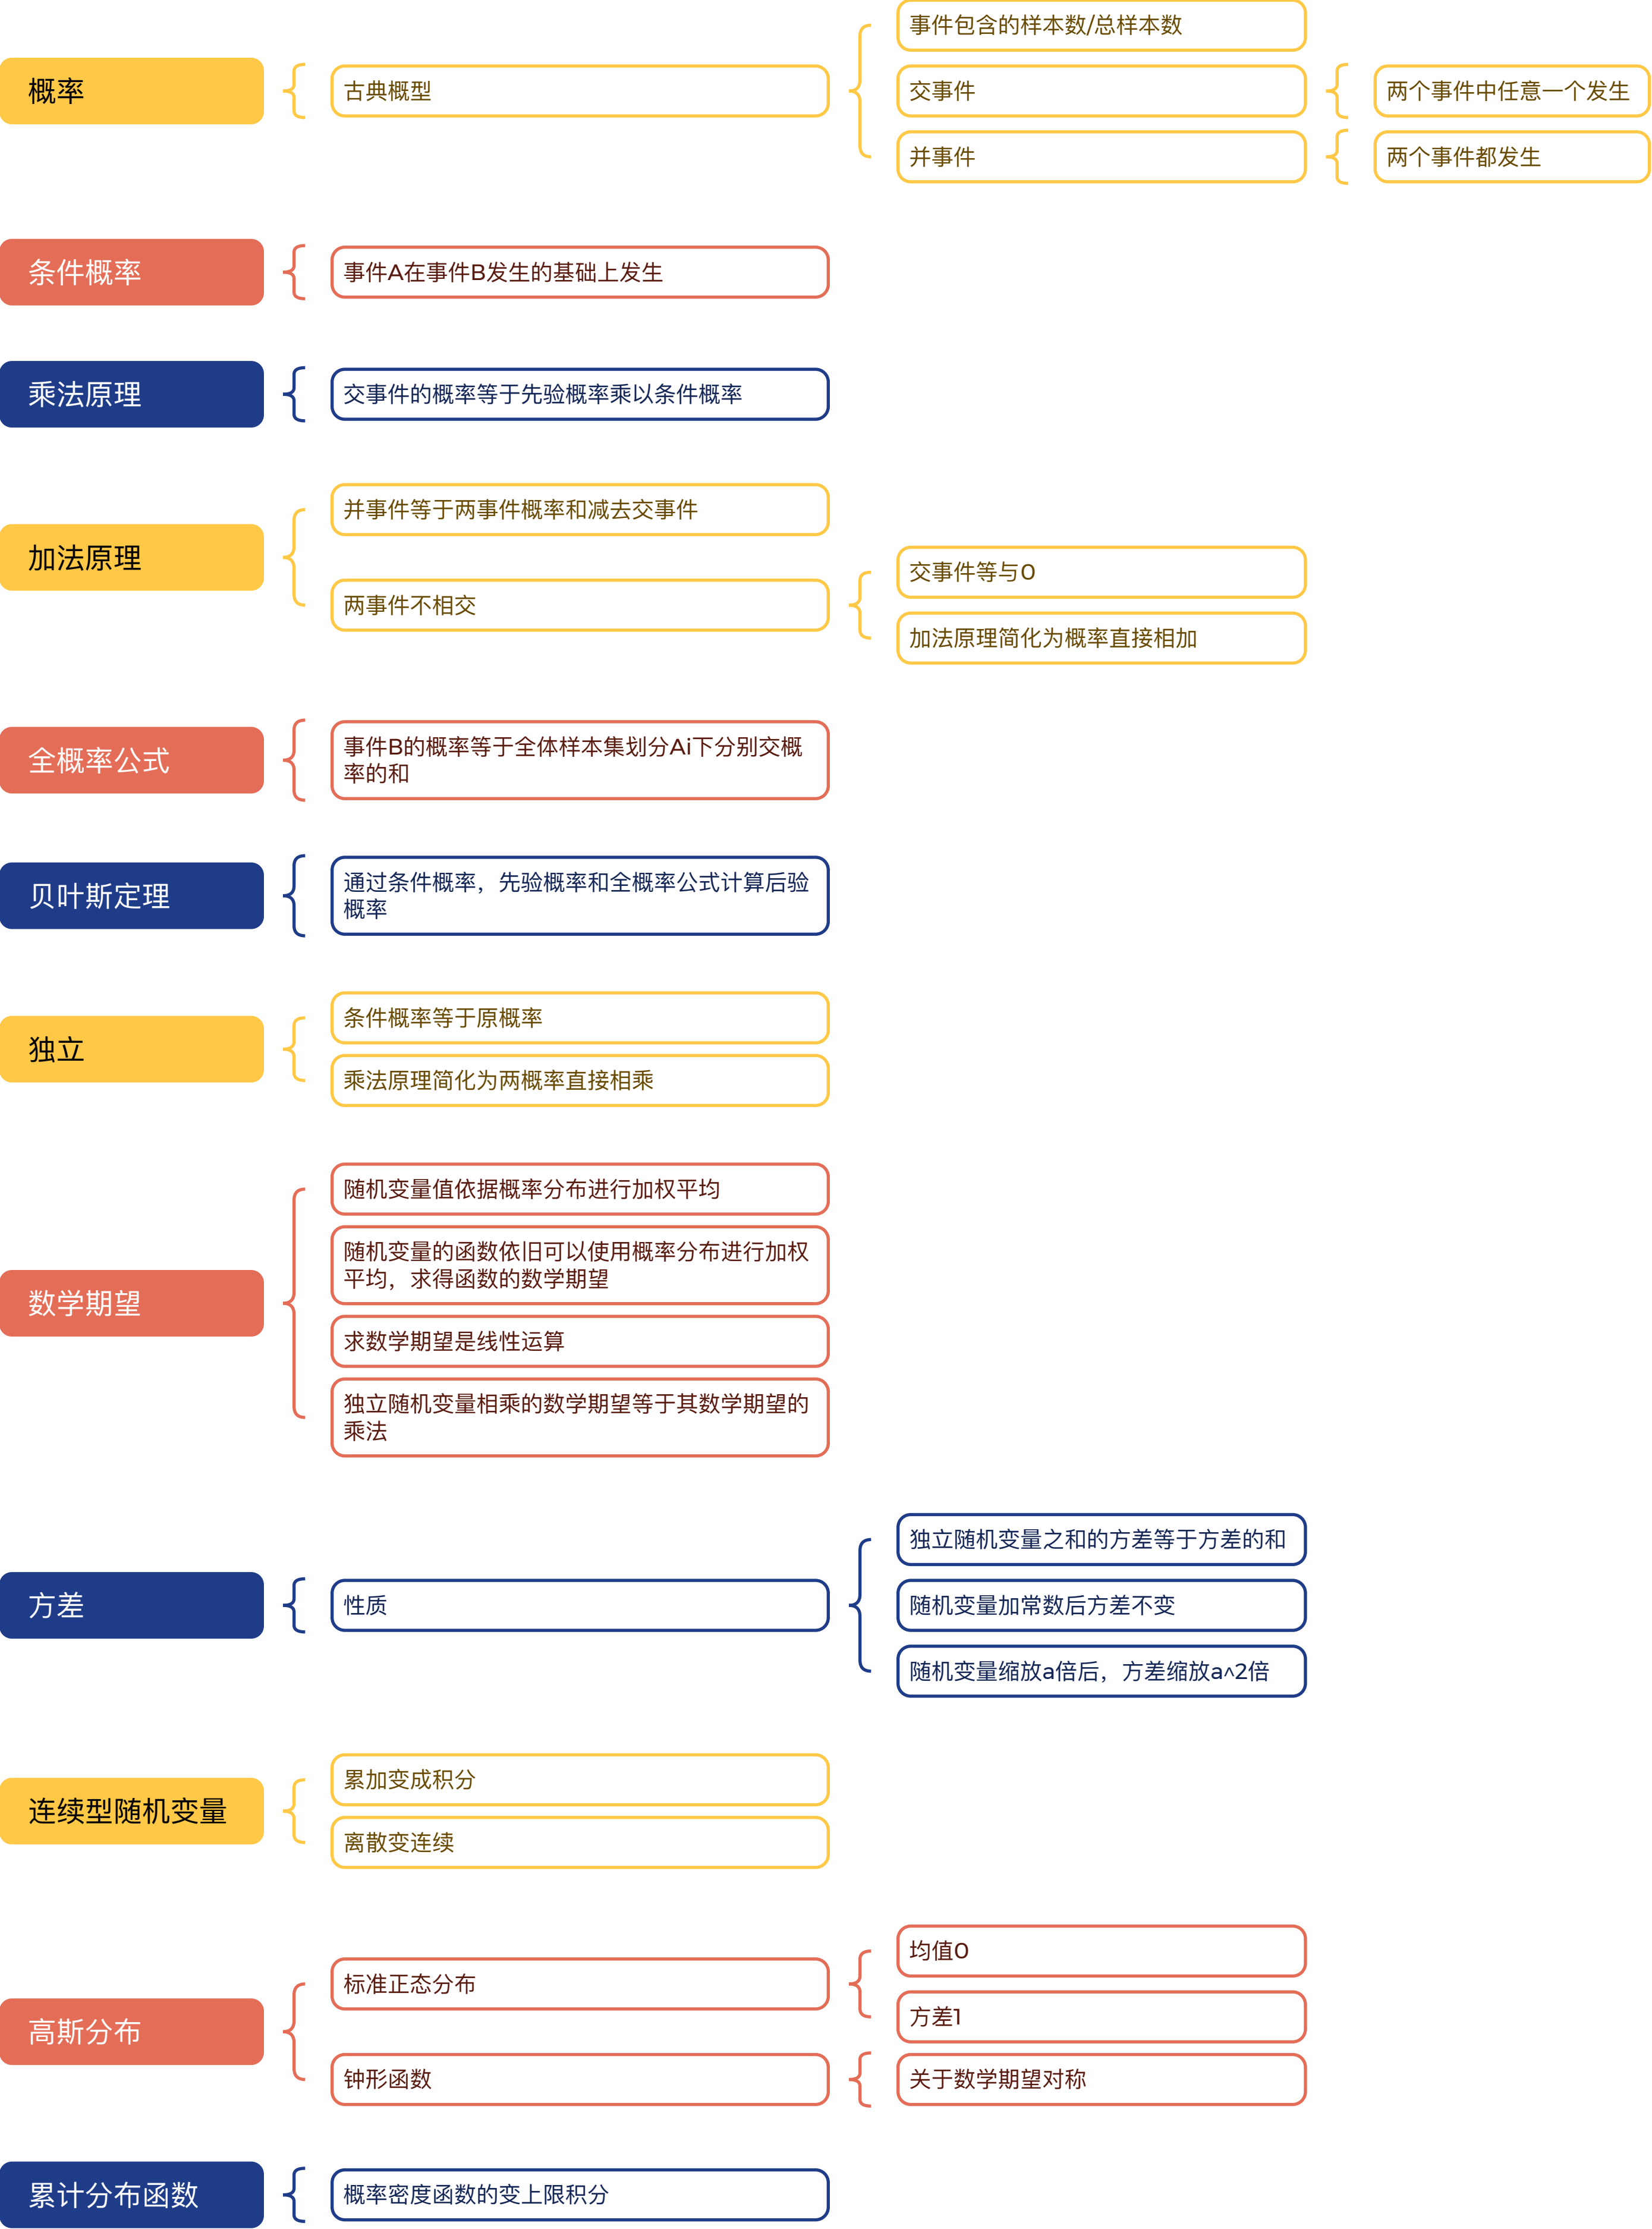 概率
古典概型
事件包含的样本数/总样本数
交事件
两个事件中任意一个发生
并事件
两个事件都发生
条件概率
事件A在事件B发生的基础上发生
乘法原理
交事件的概率等于先验概率乘以条件概率
加法原理
并事件等于两事件概率和减去交事件
两事件不相交
交事件等与0
加法原理简化为概率直接相加
全概率公式
事件B的概率等于全体样本集划分Ai下分别交概
率的和
贝叶斯定理
通过条件概率，先验概率和全概率公式计算后验
概率
独立
条件概率等于原概率
乘法原理简化为两概率直接相乘
数学期望
随机变量值依据概率分布进行加权平均
随机变量的函数依旧可以使用概率分布进行加权
平均，求得函数的数学期望
求数学期望是线性运算
独立随机变量相乘的数学期望等于其数学期望的
乘法
方差
性质
独立随机变量之和的方差等于方差的和
随机变量加常数后方差不变
随机变量缩放a倍后，方差缩放a^2倍
连续型随机变量
累加变成积分
离散变连续
高斯分布
标准正态分布
均值0
方差1
钟形函数
关于数学期望对称
累计分布函数
概率密度函数的变上限积分